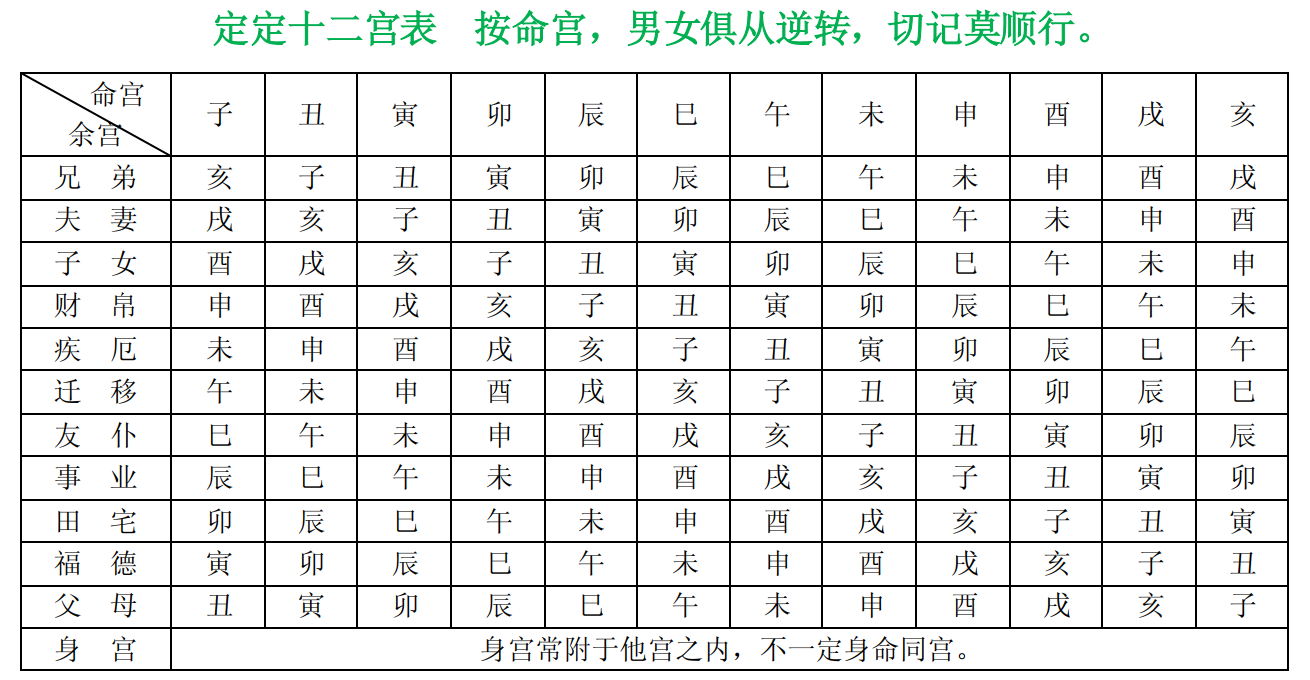 定定十二宫表 按命宫，男女俱从逆转，切记莫顺行。
命宫 余宫 子 丑 寅 卯 辰 巳 午 未 申 酉 戌 亥
兄 弟 亥 子 丑 寅 卯 辰 巳 午 未 申 酉 戌
夫 妻 戌 亥 子 丑 寅 卯 辰 巳 午 未 申 酉
子 女 酉 戌 亥 子 丑 寅 卯 辰 巳 午 未 申
财 帛 申 酉 戌 亥 子 丑 寅 卯 辰 巳 午 未
疾 厄 未 申 酉 戌 亥 子 丑 寅 卯 辰 巳 午
迁 移 午 未 申 酉 戌 亥 子 丑 寅 卯 辰 巳
友 仆 巳 午 未 申 酉 戌 亥 子 丑 寅 卯 辰
事 业 辰 巳 午 未 申 酉 戌 亥 子 丑 寅 卯
田 宅 卯 辰 巳 午 未 申 酉 戌 亥 子 丑 寅
福 德 寅 卯 辰 巳 午 未 申 酉 戌 亥 子 丑
父 母 丑 寅 卯 辰 巳 午 未 申 酉 戌 亥 子
身 宫 身宫常附于他宫之内，不一定身命同宫。